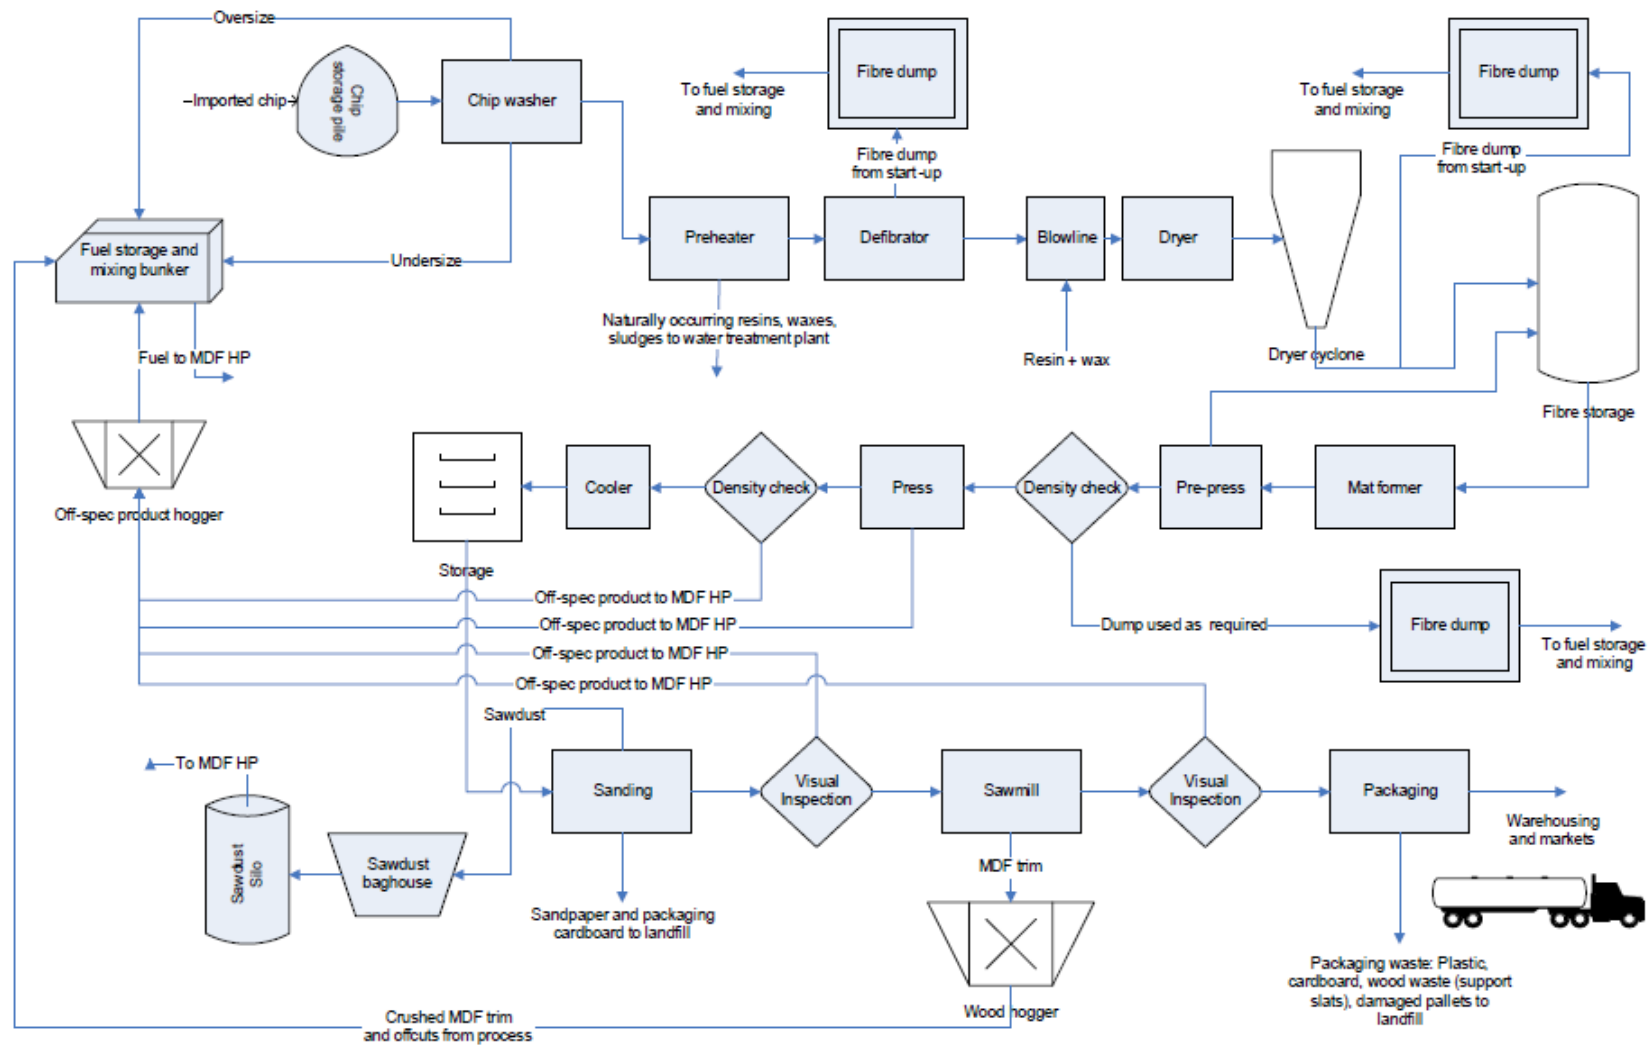 Oversize
Imported chip
Chip
storage pile
Chip washer
Fibre dump
To fuel storage
and mixing
Fibre dump
from start-up
Fibre dump
To fuel storage
and mixing
Fibre dump
from start-up
Fuel storage and
mixing bunker
Undersize
Preheater
Defibrator
Blowline
Dryer
Naturally occurring resins, waxes,
sludges to water treatment plant
Resin + wax
Dryer cyclone
Fibre storage
Fuel to MDF HP
Off-spec product hogger
Storage
Cooler
Density check
Press
Density check
Pre-press
Mat former
Off-spec product to MDF HP
Off-spec product to MDF HP
Off-spec product to MDF HP
Off-spec product to MDF HP
Dump used as required
Fibre dump
To fuel storage
and mixing
Sawdust
To MDF HP
Sanding
Visual
Inspection
Sawmill
Visual
Inspection
Packaging
Warehousing
and markets
Sawdust
Silo
Sawdust
baghouse
MDF trim
Sandpaper and packaging
cardboard to landfill
Wood hogger
Packaging waste: Plastic,
cardboard, wood waste (support
slats), damaged pallets to
landfill
Crushed MDF trim
and offcuts from process